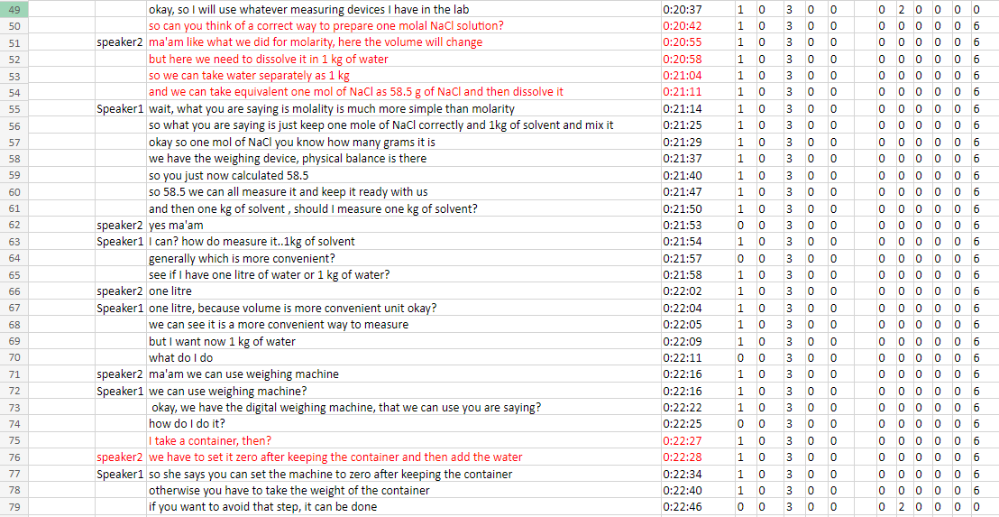 49 okay, so I will use whatever measuring devices I have in the lab 0:20:37 1 0 3 0 0 0 2 0 0 0 0
50 so can you think of a correct way to prepare one molal NaCl solution? 0:20:42 1 0 3 0 0 0 0 0 0 0 6
51 speaker2 ma'am like what we did for molarity, here the volume will change 0:20:55 1 0 3 0 0 0 0 0 0 0 6
52 but here we need to dissolve it in 1 kg of water 0:20:58 1 0 3 0 0 0 0 0 0 0 6
53 so we can take water separately as 1 kg 0:21:04 1 0 3 0 0 0 0 0 0 0 6
54 and we can take equivalent one mol of NaCl as 58.5 g of NaCl and then dissolve it 0:21:11 1 0 3 0 0 0 0 0 0 0 6
55 Speaker1 wait, what you are saying is molality is much more simple than molarity 0:21:14 1 0 3 0 0 0 0 0 0 0 6
56 so what you are saying is just keep one mole of NaCl correctly and 1kg of solvent and mix it 0:21:25 1 0 3 0 0 0 0 0 0 0 6
57 okay so one mol of NaCl you know how many grams it is 0:21:29 1 0 3 0 0 0 0 0 0 0 6
58 we have the weighing device, physical balance is there 0:21:37 1 0 3 0 0 0 0 0 0 0 6
59 so you just now calculated 58.5 0:21:40 1 0 3 0 0 0 0 0 0 0 6
60 so 58.5 we can all measure it and keep it ready with us 0:21:47 1 0 3 0 0 0 0 0 0 0 6
61 and then one kg of solvent , should I measure one kg of solvent? 0:21:50 1 0 3 0 0 0 0 0 0 0 6
62 speaker2 yes ma'am 0:21:53 0 0 3 0 0 0 0 0 0 0 6
63 Speaker1 I can? how do measure it..1kg of solvent 0:21:54 1 0 3 0 0 0 0 0 0 0 6
64 generally which is more convenient? 0:21:57 0 0 3 0 0 0 0 0 0 0 6
65 see if I have one litre of water or 1 kg of water? 0:21:58 1 0 3 0 0 0 0 0 0 0 6
66 speaker2 one litre 0:22:02 1 0 3 0 0 0 0 0 0 0 6
67 Speaker1 one litre, because volume is more convenient unit okay? 0:22:04 1 0 3 0 0 0 0 0 0 0 6
68 we can see it is a more convenient way to measure 0:22:05 1 0 3 0 0 0 0 0 0 0 6
69 but I want now 1 kg of water 0:22:09 1 0 3 0 0 0 0 0 0 0 6
70 what do I do 0:22:11 0 0 3 0 0 0 0 0 0 0 6
71 speaker2 ma'am we can use weighing machine 0:22:16 1 0 3 0 0 0 0 0 0 0 6
72 Speaker1 we can use weighing machine? 0:22:16 1 0 3 0 0 0 0 0 0 0 6
73 okay, we have the digital weighing machine, that we can use you are saying? 0:22:22 1 0 3 0 0 0 0 0 0 0 6
74 how do I do it? 0:22:25 0 0 3 0 0 0 0 0 0 0 6
75 I take a container, then? 0:22:27 1 0 3 0 0 0 0 0 0 0 6
76 speaker2 we have to set it zero after keeping the container and then add the water 0:22:28 1 0 3 0 0 0 0 0 0 0 6
77 Speaker1 so she says you can set the machine to zero after keeping the container 0:22:34 1 0 3 0 0 0 0 0 0 0 6
78 otherwise you have to take the weight of the container 0:22:40 1 0 3 0 0 0 0 0 0 0 6
79 if you want to avoid that step, it can be done 0:22:46 0 0 3 0 0 0 2 0 0 0 0